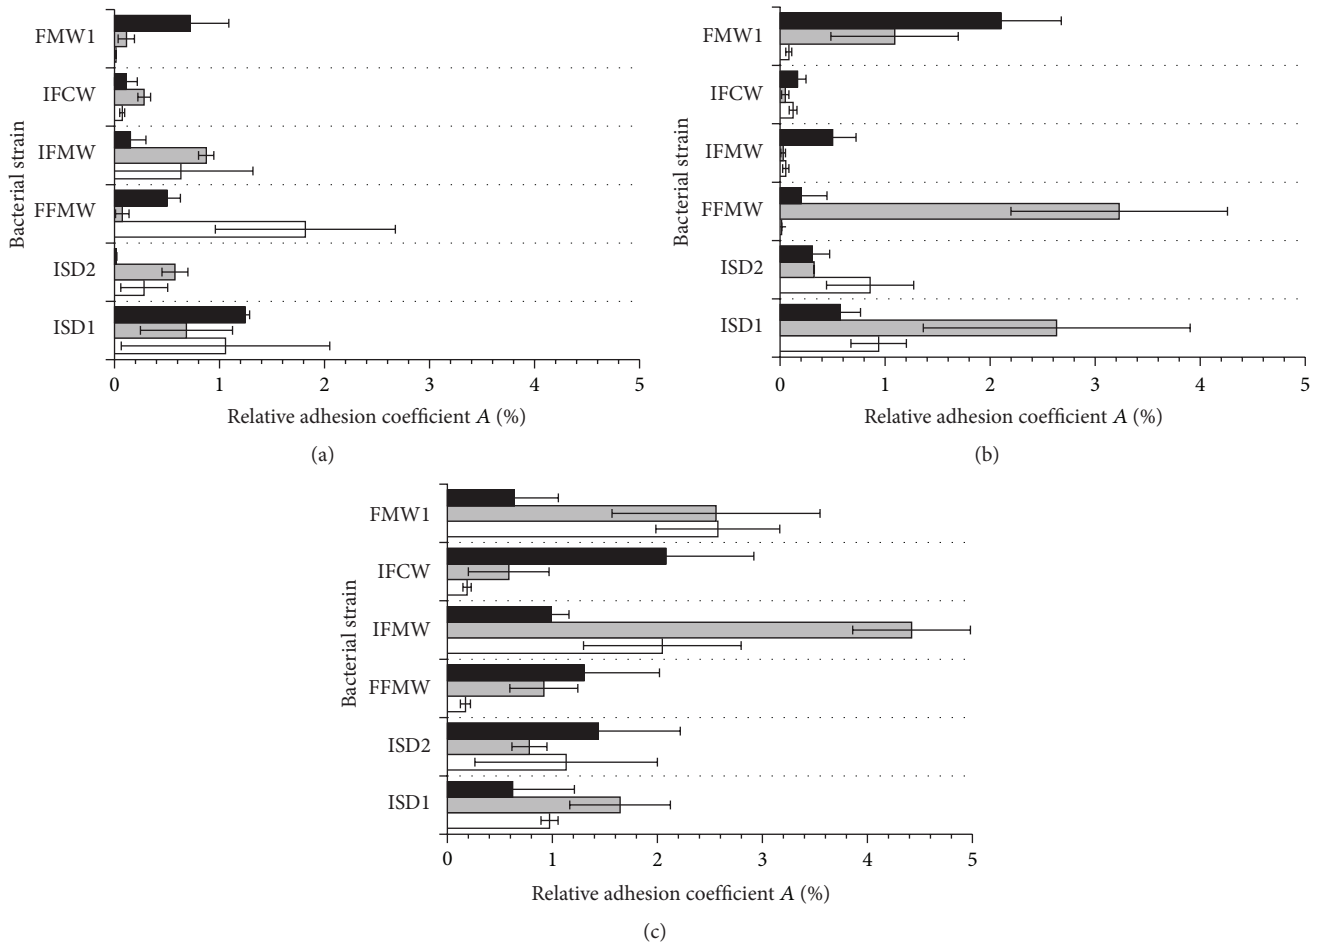 Bacterial strain
FMW1
IFCW
IFMW
FFMW
ISD2
ISD1
0 1 2 3 4 5
Relative adhesion coefficient A (%)
(a)
Bacterial strain
FMW1
IFCW
IFMW
FFMW
ISD2
ISD1
0 1 2 3 4 5
Relative adhesion coefficient A (%)
(b)
Bacterial strain
FMW1
IFCW
IFMW
FFMW
ISD2
ISD1
0 1 2 3 4 5
Relative adhesion coefficient A (%)
(c)